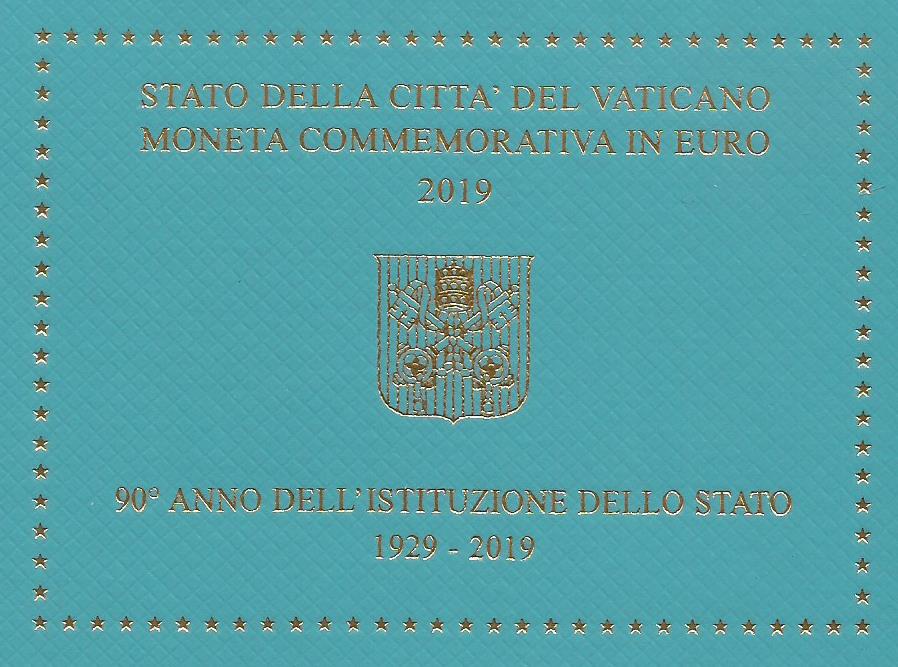 STATO DELLA CITTA' DEL VATICANO
MONETA COMMEMORATIVA IN EURO
2019
90° ANNO DELL'ISTITUZIONE DELLO STATO
1929 - 2019